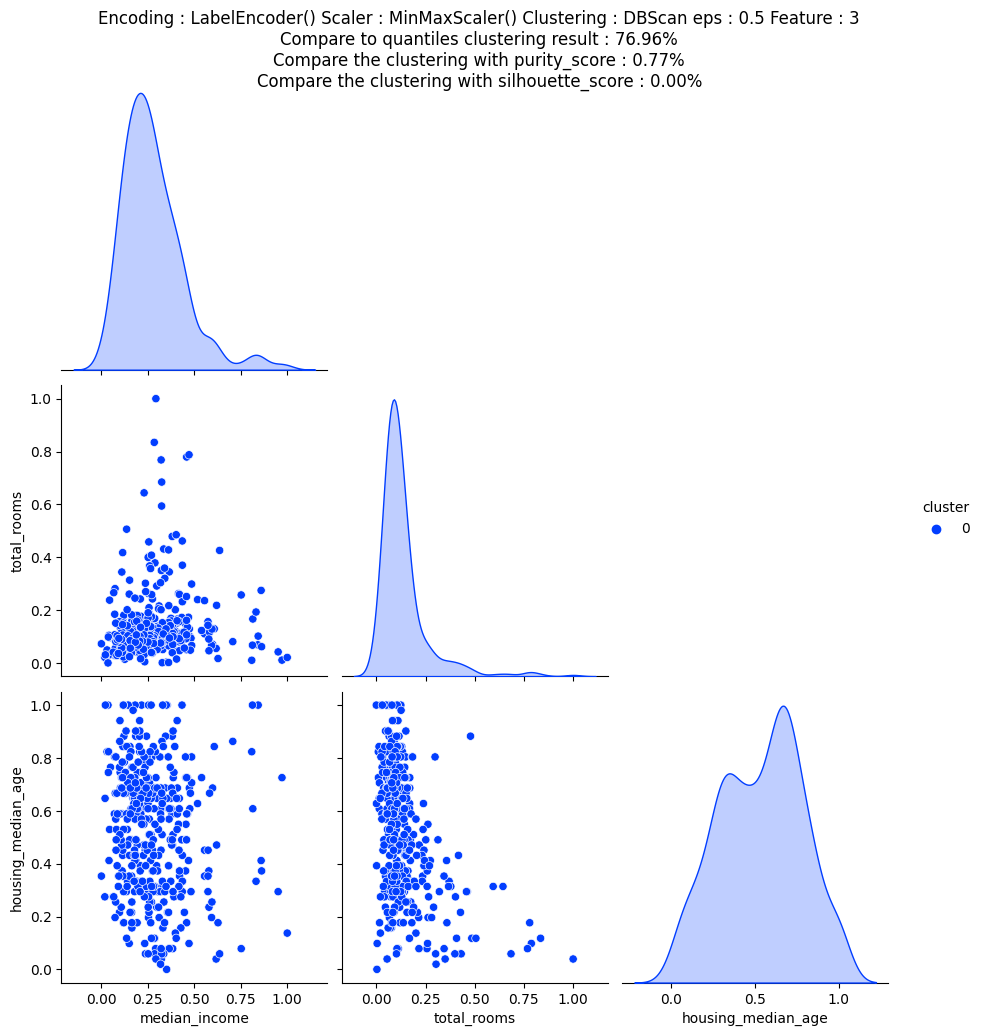 Encoding : LabelEncoder() Scaler : MinMaxScaler() Clustering : DBScan eps : 0.5 Feature : 3
Compare to quantiles clustering result : 76.96%
Compare the clustering with purity_score : 0.77%
Compare the clustering with silhouette_score : 0.00%
1.0
0.8
0.6
0.4
0.2
0.0
total_rooms
cluster
0
1.0
0.8
0.6
0.4
0.2
0.0
housing_median_age
0.00 0.25 0.50 0.75 1.00
median_income
0.00 0.25 0.50 0.75 1.00
total_rooms
0.0 0.5 1.0
housing_median_age